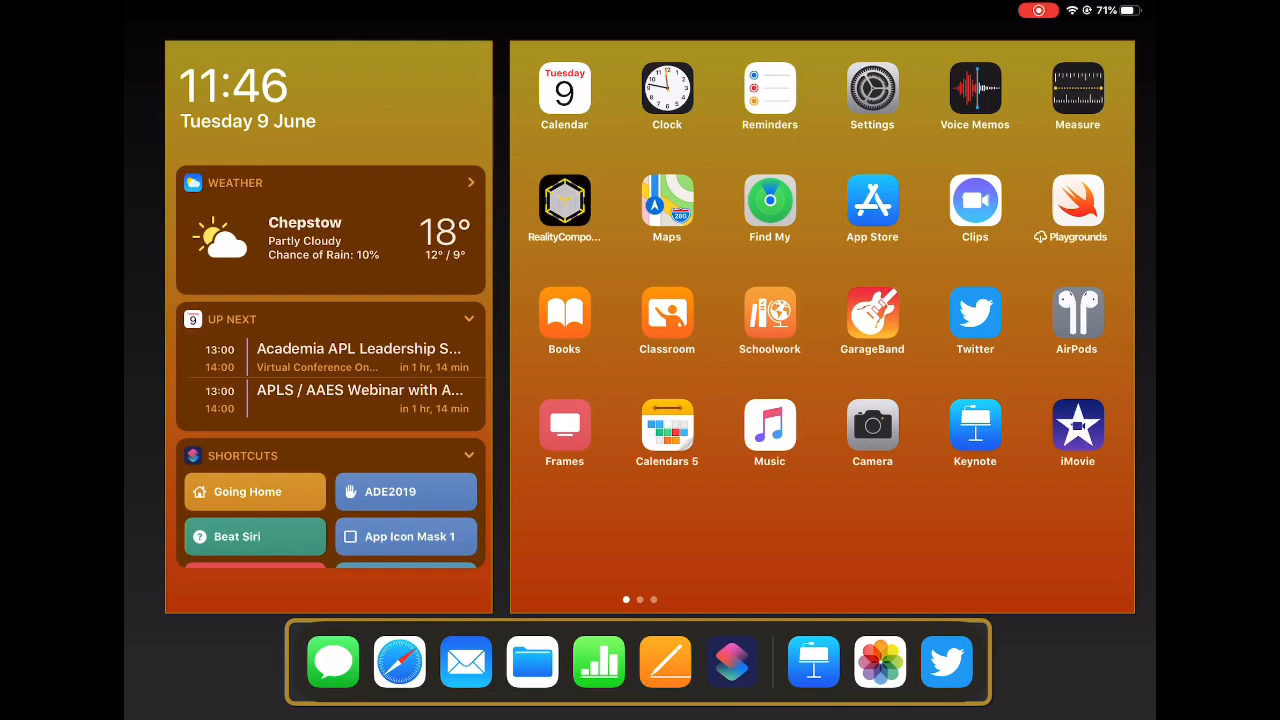 71%
11:46
Tuesday 9 June
WEATHER
Chepstow
Partly Cloudy
Chance of Rain: 10%
18°
12° / 9°
9
UP NEXT
13:00
Academia APL Leadership S...
14:00
Virtual Conference On...
in 1 hr, 14 min
13:00
APLS / AAES Webinar with A...
14:00
in 1 hr, 14 min
SHORTCUTS
Going Home
ADE2019
Beat Siri
App Icon Mask 1
Tuesday
9
Calendar
Clock
Reminders
Settings
Voice Memos
Measure
280
RealityCompo...
Maps
Find My
App Store
Clips
Playgrounds
Books
Classroom
Schoolwork
GarageBand
Twitter
AirPods
Frames
Calendars 5
Music
Camera
Keynote
iMovie